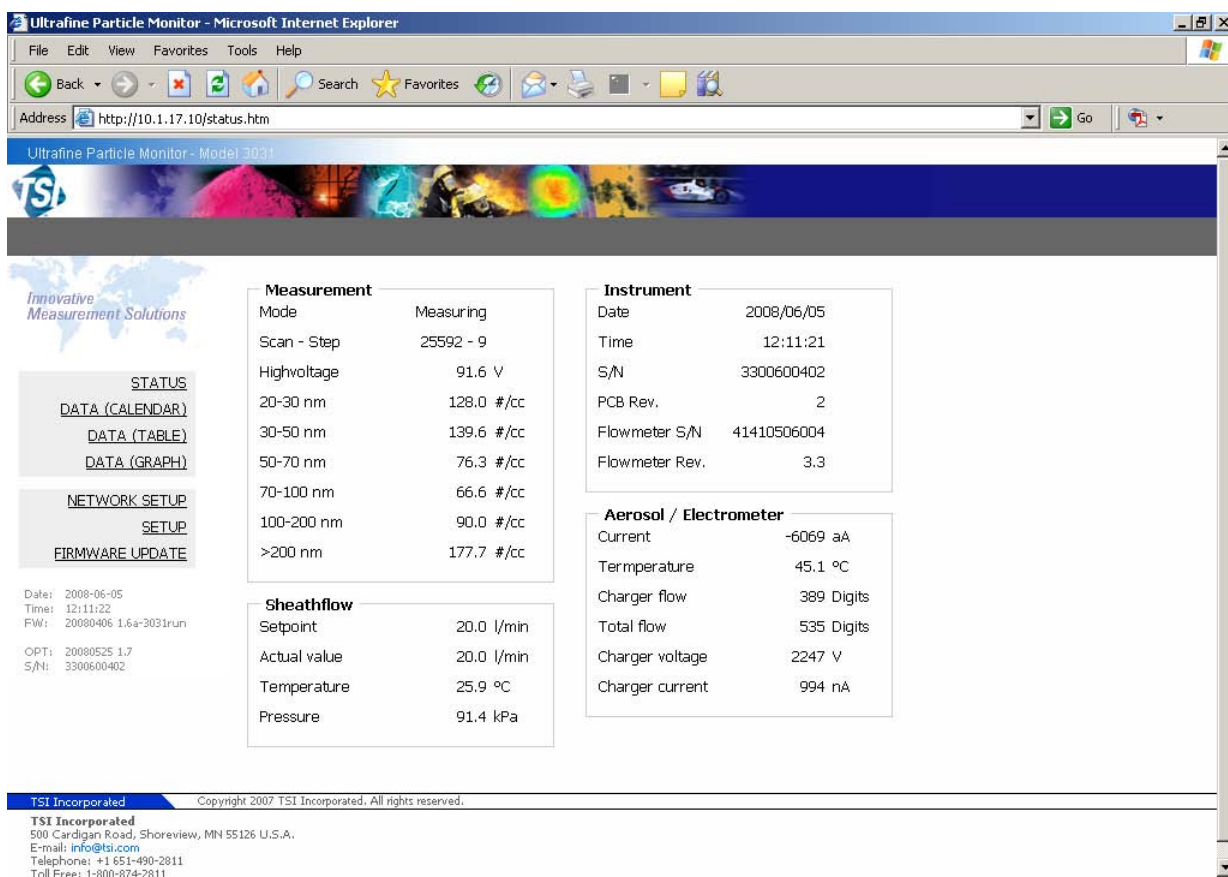 Ultrafine Particle Monitor - Microsoft Internet Explorer
File Edit View Favorites Tools Help
Back Search Favorites
Address http://10.1.17.10/status.htm Go
Ultrafine Particle Monitor - Model 3031
TSI
Innovative
Measurement Solutions
STATUS
DATA (CALENDAR)
DATA (TABLE)
DATA (GRAPH)
NETWORK SETUP
SETUP
FIRMWARE UPDATE
Date: 2008-06-05
Time: 12:11:22
FW: 20080406 1.6a-3031run
OPT: 20080525 1.7
S/N: 3300600402
Measurement
Mode Measuring
Scan - Step 25592 - 9
Highvoltage 91.6 V
20-30 nm 128.0 #/cc
30-50 nm 139.6 #/cc
50-70 nm 76.3 #/cc
70-100 nm 66.6 #/cc
100-200 nm 90.0 #/cc
>200 nm 177.7 #/cc
Sheathflow
Setpoint 20.0 l/min
Actual value 20.0 l/min
Temperature 25.9 ºC
Pressure 91.4 kPa
Instrument
Date 2008/06/05
Time 12:11:21
S/N 3300600402
PCB Rev. 2
Flowmeter S/N 41410506004
Flowmeter Rev. 3.3
Aerosol / Electrometer
Current -6069 aA
Termperature 45.1 ºC
Charger flow 389 Digits
Total flow 535 Digits
Charger voltage 2247 V
Charger current 994 nA
TSI Incorporated Copyright 2007 TSI Incorporated. All rights reserved.
TSI Incorporated
500 Cardigan Road, Shoreview, MN 55126 U.S.A.
E-mail: info@tsi.com
Telephone: +1 651-490-2811
Toll Free: 1-800-874-2811